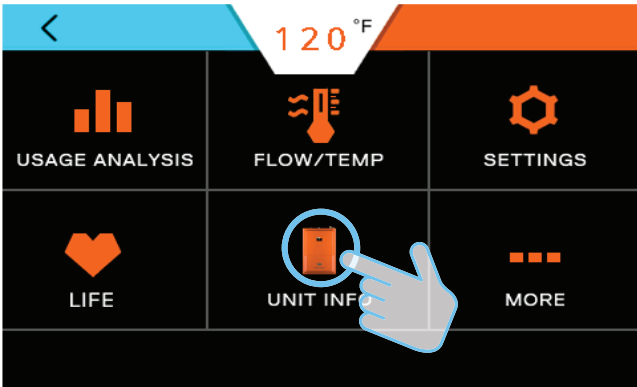 120 °F
USAGE ANALYSIS
FLOW/TEMP
SETTINGS
LIFE
UNIT INFO
MORE